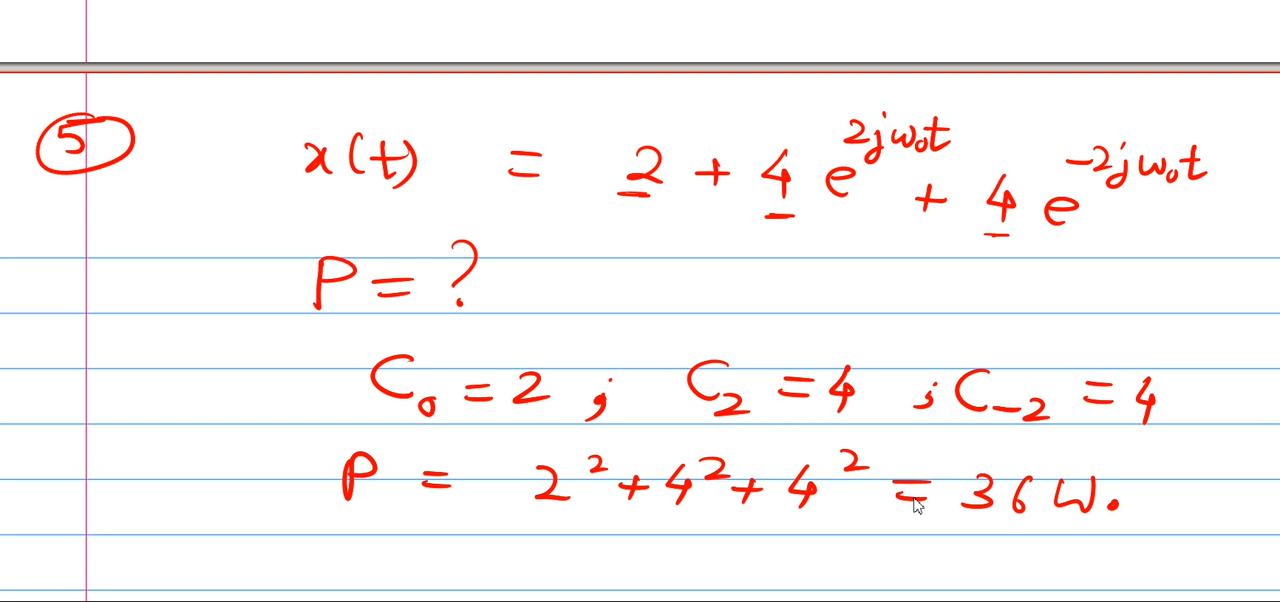 ⑤ x(t) = 2 + 4 e^{2jω₀t} + 4 e^{-2jω₀t}
P = ?
C₀ = 2 ; C₂ = 4 ; C₋₂ = 4
P = 2² + 4² + 4² = 36 W.